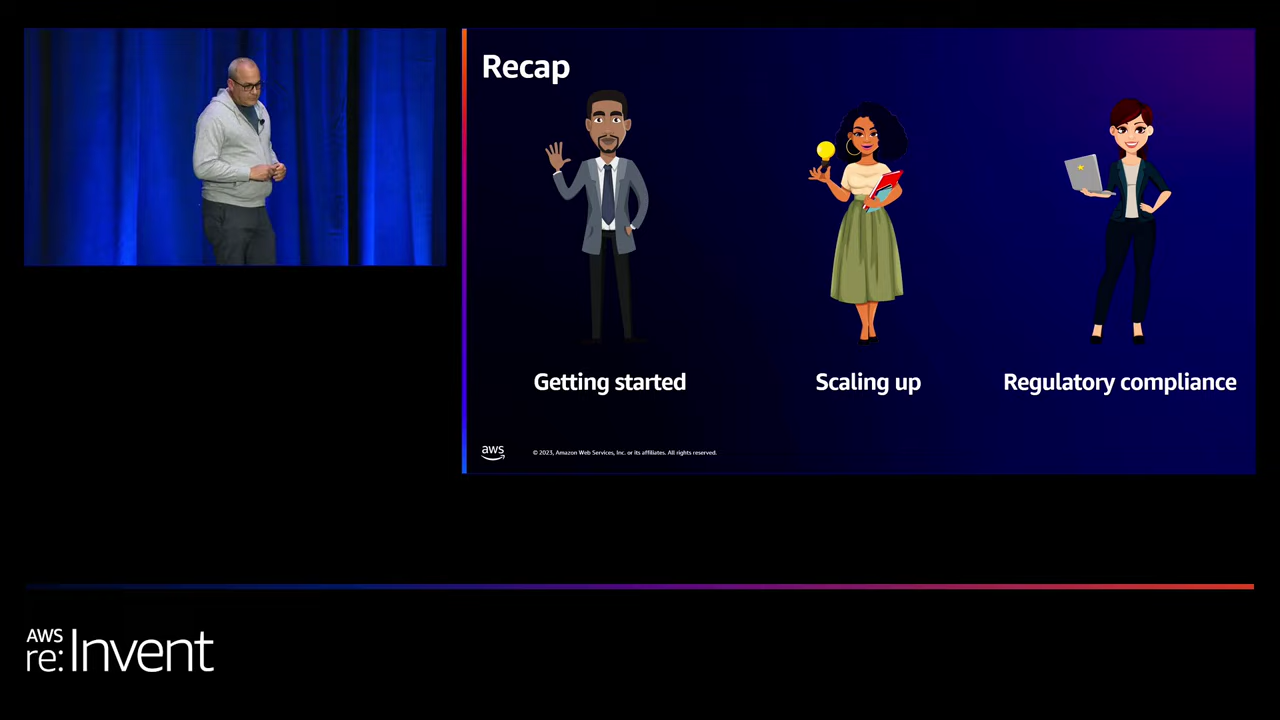 Recap
Getting started
Scaling up
Regulatory compliance
aws
© 2023, Amazon Web Services, Inc. or its affiliates. All rights reserved.
AWS
re:Invent